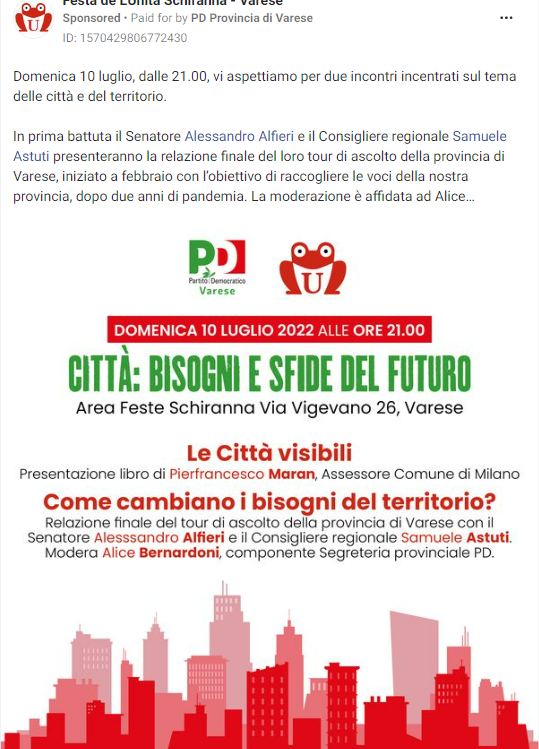 Festa de L'Unità Schiranna - Varese
Sponsored • Paid for by PD Provincia di Varese
ID: 1570429806772430
Domenica 10 luglio, dalle 21.00, vi aspettiamo per due incontri incentrati sul tema
delle città e del territorio.
In prima battuta il Senatore Alessandro Alfieri e il Consigliere regionale Samuele
Astuti presenteranno la relazione finale del loro tour di ascolto della provincia di
Varese, iniziato a febbraio con l'obiettivo di raccogliere le voci della nostra
provincia, dopo due anni di pandemia. La moderazione è affidata ad Alice...
PD
Partito Democratico
Varese
U
DOMENICA 10 LUGLIO 2022 ALLE ORE 21.00
CITTÀ: BISOGNI E SFIDE DEL FUTURO
Area Feste Schiranna Via Vigevano 26, Varese
Le Città visibili
Presentazione libro di Pierfrancesco Maran, Assessore Comune di Milano
Come cambiano i bisogni del territorio?
Relazione finale del tour di ascolto della provincia di Varese con il
Senatore Alesssandro Alfieri e il Consigliere regionale Samuele Astuti.
Modera Alice Bernardoni, componente Segreteria provinciale PD.